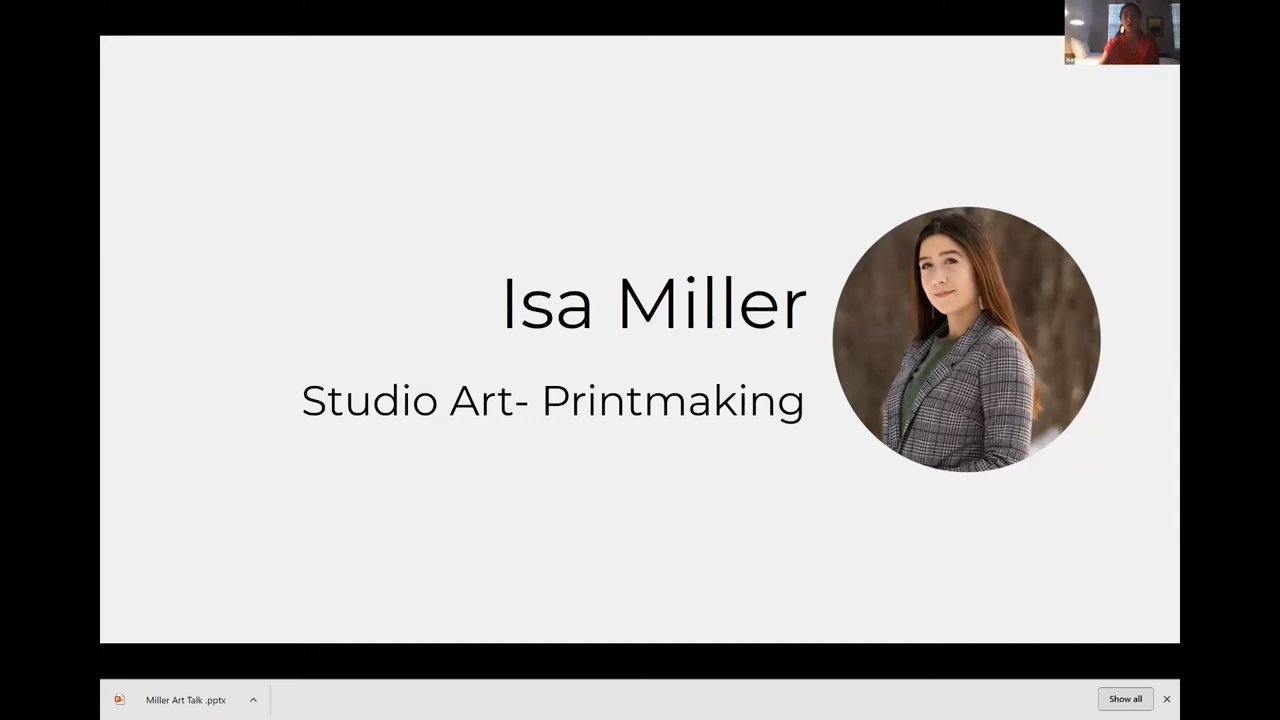 Isa Miller
Studio Art- Printmaking
Miller Art Talk .pptx
Show all